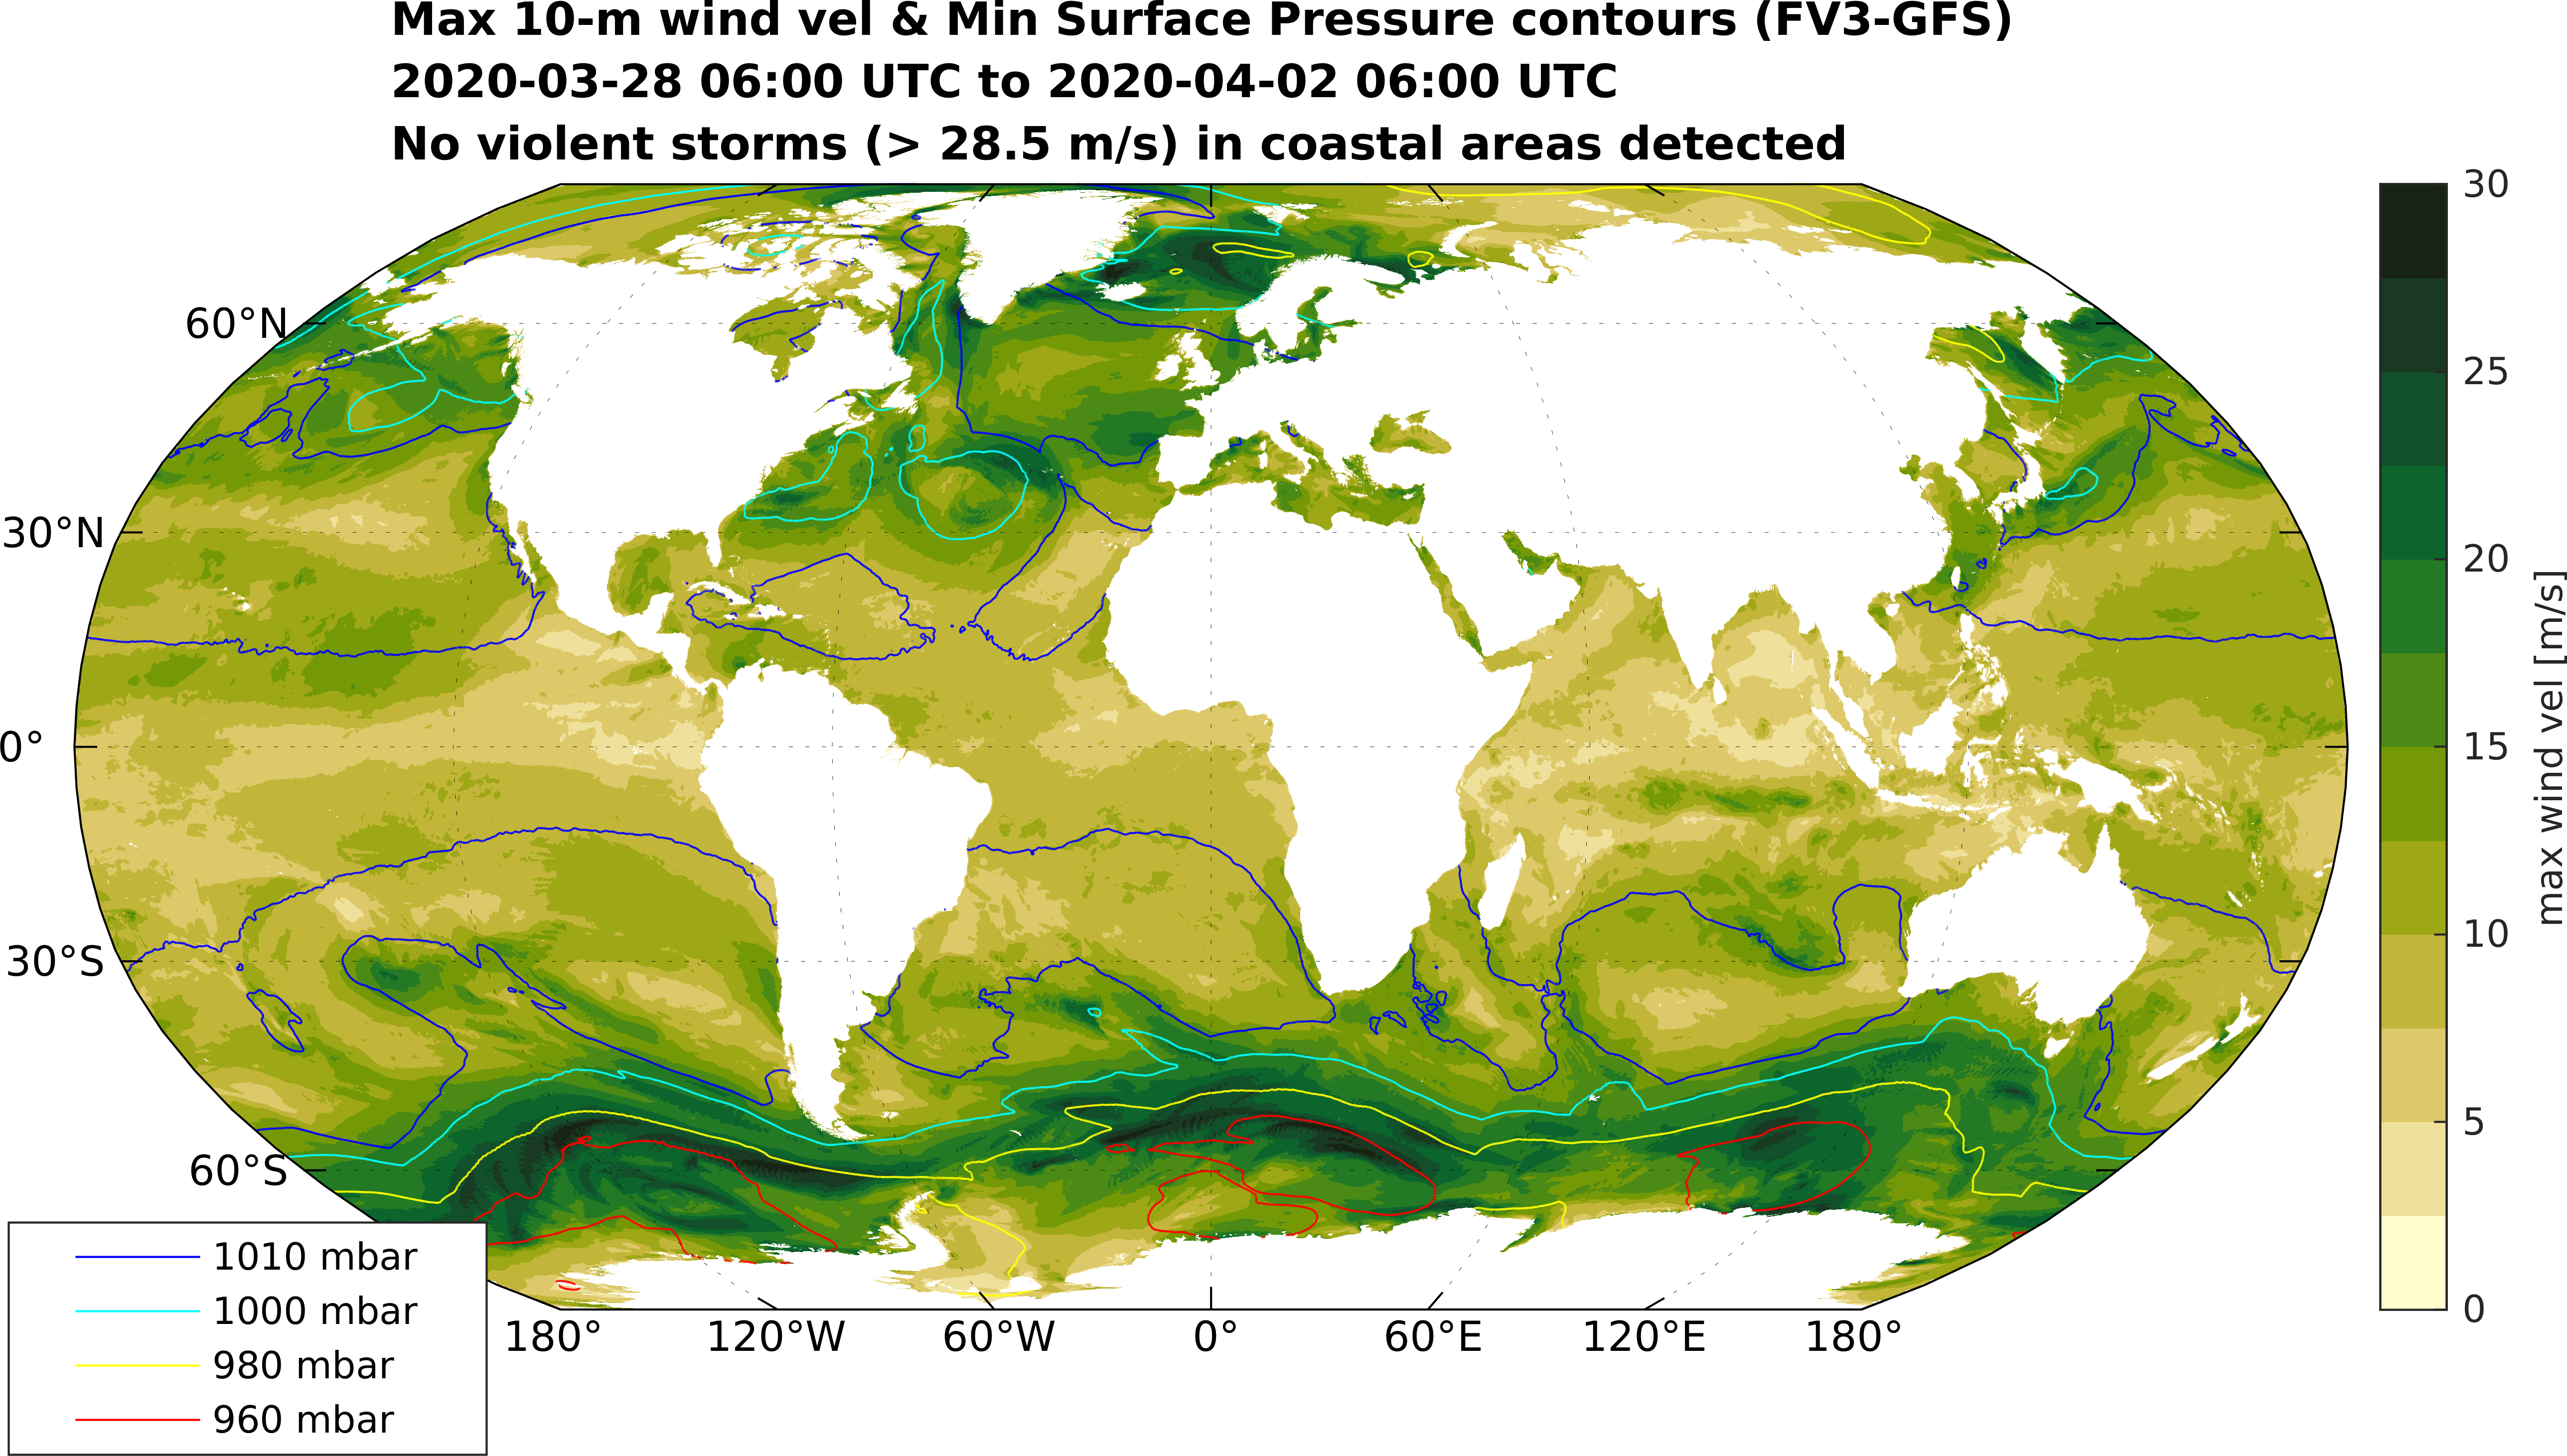 Max 10-m wind vel & Min Surface Pressure contours (FV3-GFS)
2020-03-28 06:00 UTC to 2020-04-02 06:00 UTC
No violent storms (> 28.5 m/s) in coastal areas detected
60°N
30°N
0°
30°S
60°S
180°
120°W
60°W
0°
60°E
120°E
180°
1010 mbar
1000 mbar
980 mbar
960 mbar
30
25
20
15
10
5
0
max wind vel [m/s]